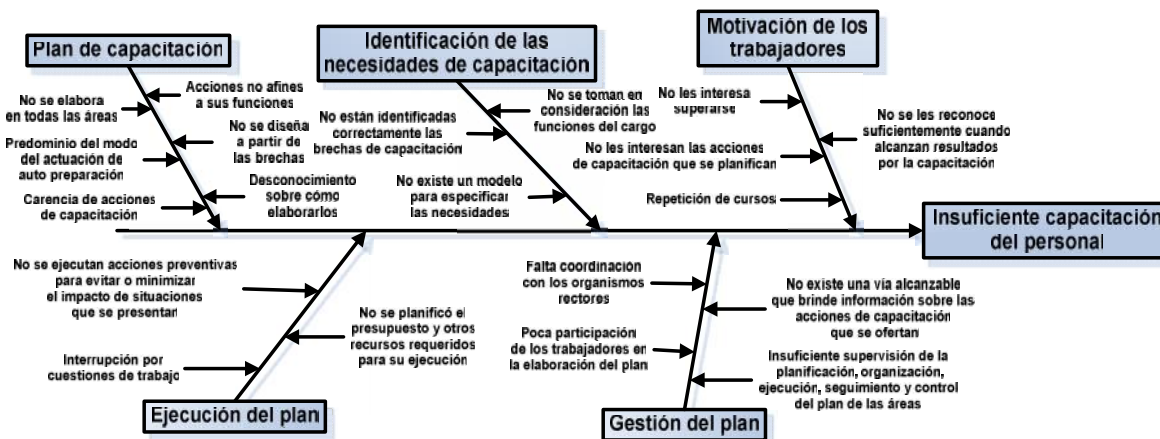 Plan de capacitación
Acciones no afines
a sus funciones
No se elabora
en todas las áreas
No se diseña
a partir de
las brechas
Predominio del modo
del actuación de
auto preparación
Desconocimiento
sobre cómo
elaborarlos
Carencia de acciones
de capacitación
Identificación de las
necesidades de capacitación
No se toman en
consideración las
funciones del cargo
No están identificadas
correctamente las
brechas de capacitación
No existe un modelo
para especificar
las necesidades
Motivación de los
trabajadores
No les interesa
superarse
No se les reconoce
suficientemente cuando
alcanzan resultados
por la capacitación
No les interesan las acciones
de capacitación que se planifican
Repetición de cursos
Insuficiente capacitación
del personal
No se ejecutan acciones preventivas
para evitar o minimizar
el impacto de situaciones
que se presentan
No se planificó el
presupuesto y otros
recursos requeridos
para su ejecución
Interrupción por
cuestiones de trabajo
Ejecución del plan
Falta coordinación
con los organismos
rectores
No existe una vía alcanzable
que brinde información sobre las
acciones de capacitación
que se ofertan
Poca participación
de los trabajadores en
la elaboración del plan
Insuficiente supervisión de la
planificación, organización,
ejecución, seguimiento y control
del plan de las áreas
Gestión del plan